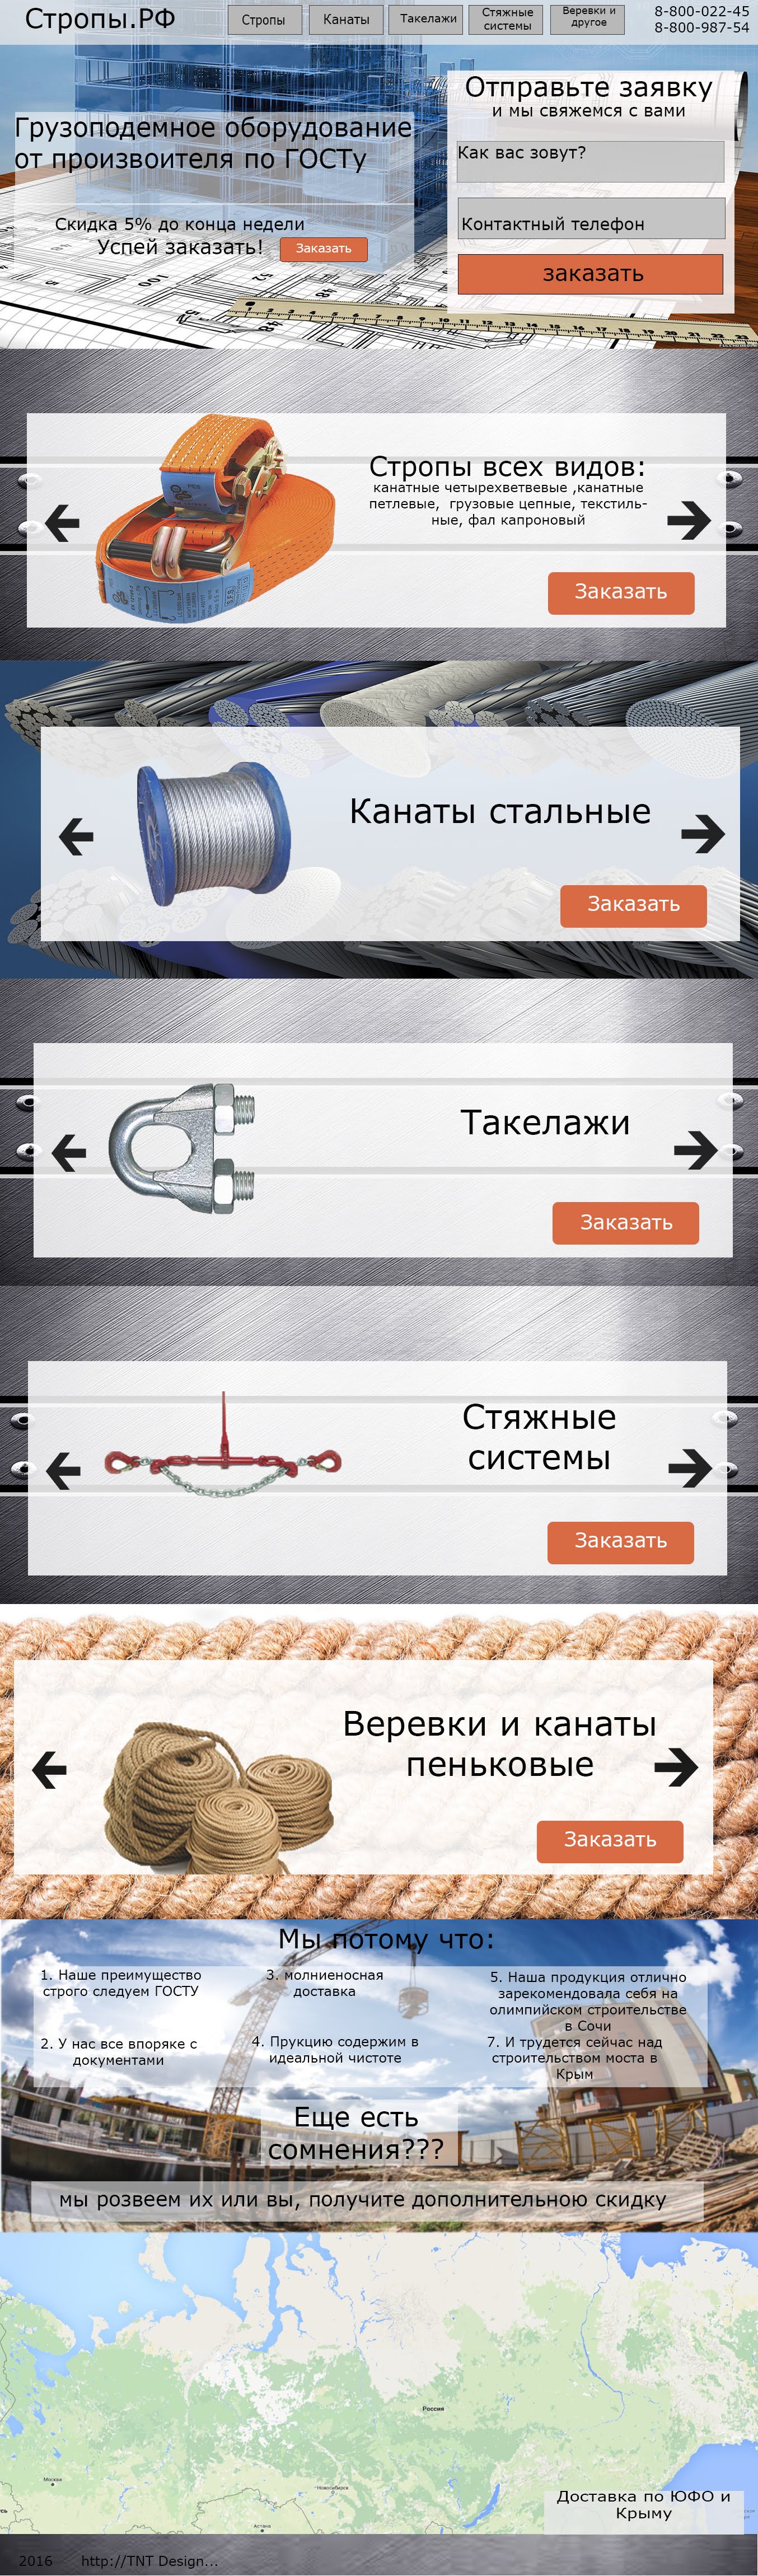 Стропы.РФ
Стропы
Канаты
Такелажи
Стяжные
системы
Веревки и
другое
8-800-022-45
8-800-987-54
Грузоподемное оборудование
от произвоителя по ГОСТу
Скидка 5% до конца недели
Успей заказать!
Заказать
Отправьте заявку
и мы свяжемся с вами
Как вас зовут?
Контактный телефон
заказать
Стропы всех видов:
канатные четырехветвевые ,канатные
петлевые, грузовые цепные, текстиль-
ные, фал капроновый
Заказать
Канаты стальные
Заказать
Такелажи
Заказать
Стяжные
системы
Заказать
Веревки и канаты
пеньковые
Заказать
Мы потому что:
1. Наше преимущество
строго следуем ГОСТУ
2. У нас все впоряке с
документами
3. молниеносная
доставка
4. Прукцию содержим в
идеальной чистоте
5. Наша продукция отлично
зарекомендовала себя на
олимпийском строительстве
в Сочи
7. И трудется сейчас над
строительством моста в
Крым
Еще есть
сомнения???
мы розвеем их или вы, получите дополнительною скидку
Россия
Москва
Новосибирск
Астана
Доставка по ЮФО и
Крыму
2016
http://TNT Design...